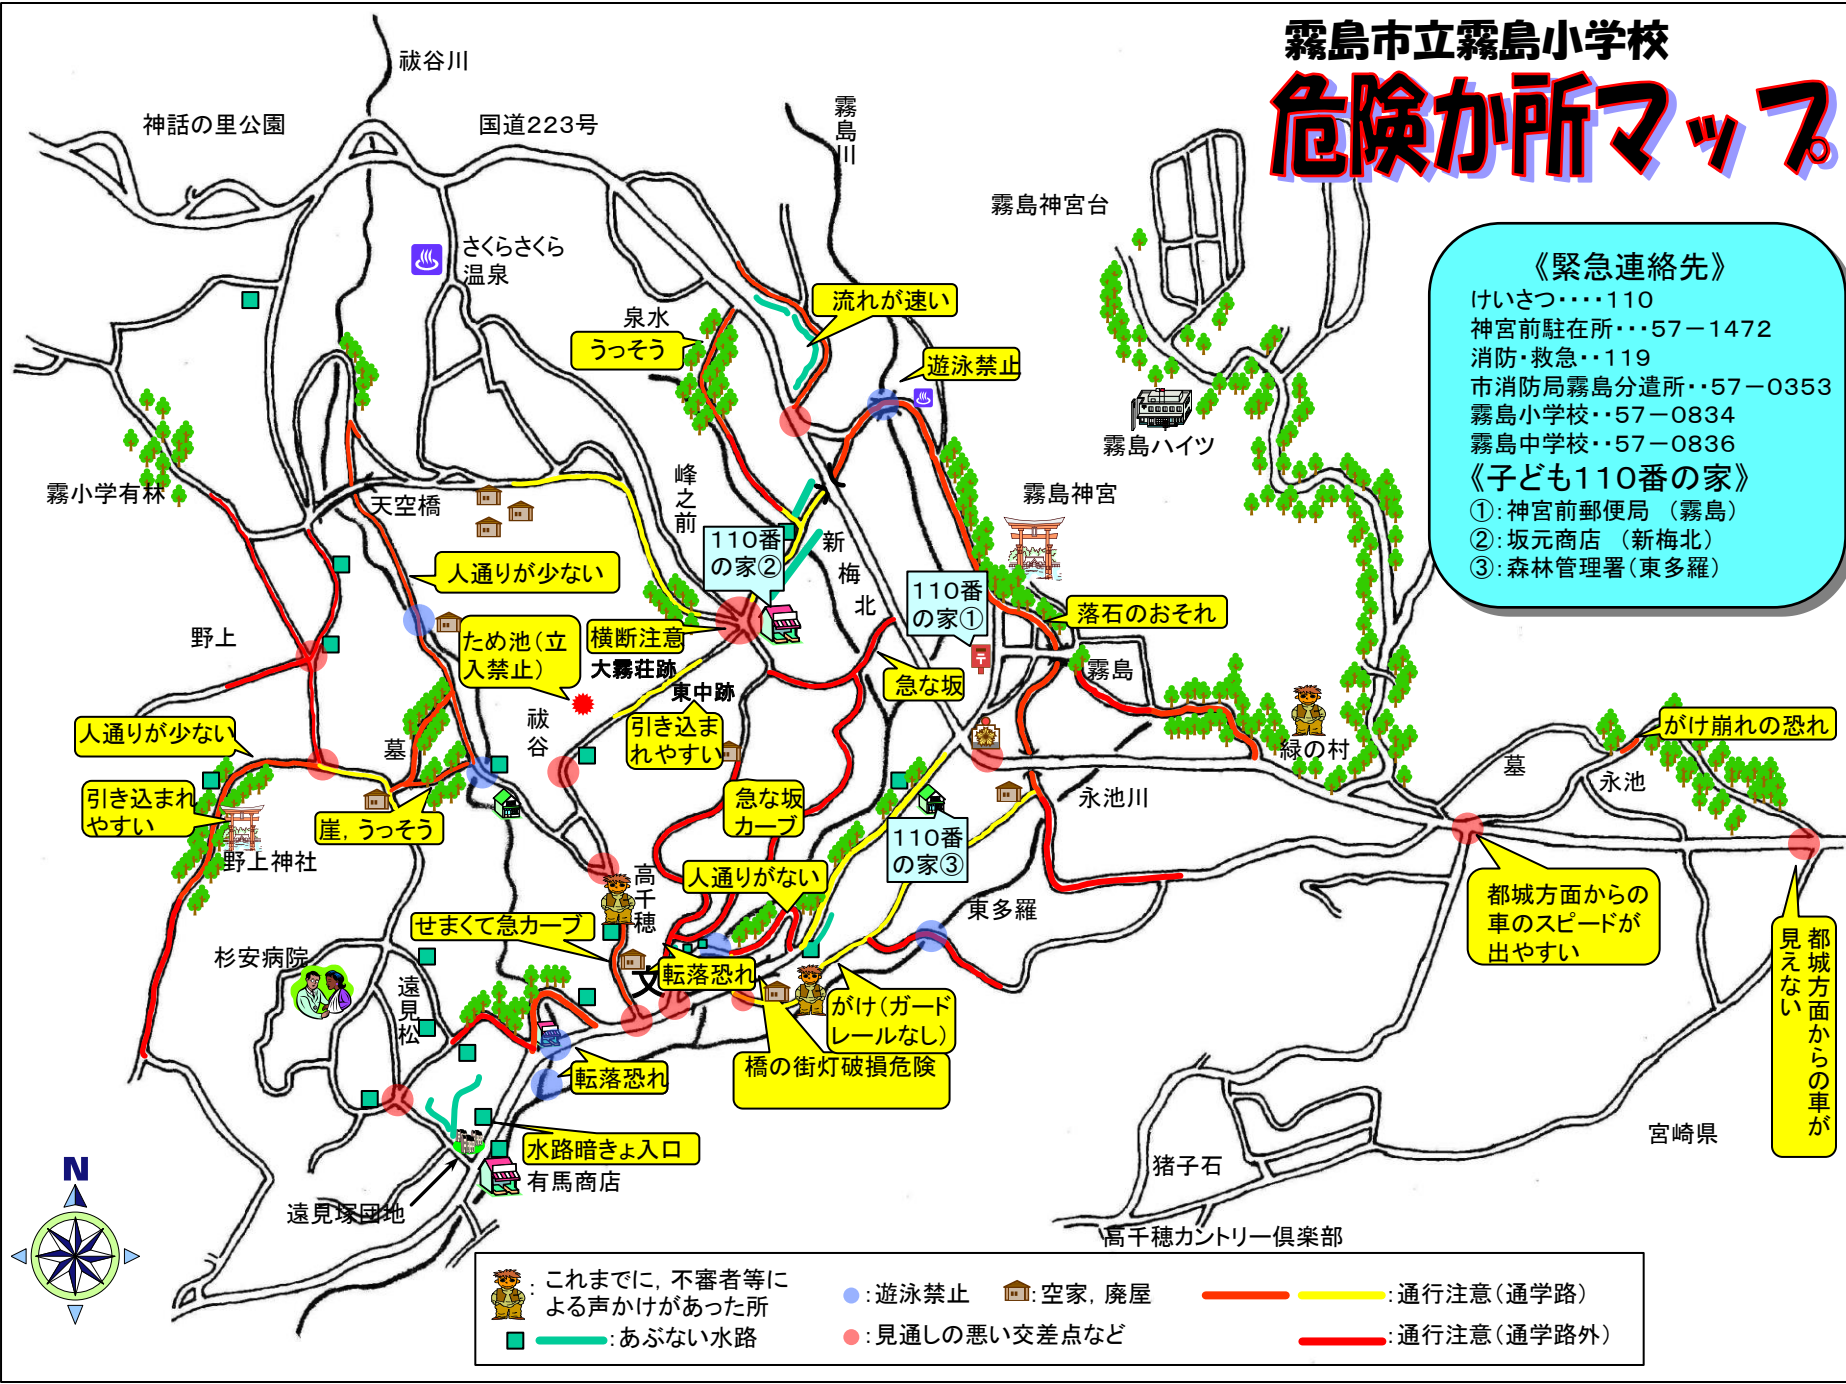 霧島市立霧島小学校
危険か所マップ
祓谷川
神話の里公園
国道223号
霧島川
霧島神宮台
さくらさくら
温泉
泉水
うっそう
流れが速い
遊泳禁止
《緊急連絡先》
けいさつ････110
神宮前駐在所･･･57－1472
消防･救急･･119
市消防局霧島分遣所･･57－0353
霧島小学校･･57－0834
霧島中学校･･57－0836
《子ども110番の家》
①:神宮前郵便局 （霧島）
②:坂元商店 （新梅北）
③:森林管理署（東多羅）
霧島ハイツ
霧小学有林
天空橋
峰之前
霧島神宮
110番
の家②
新梅北
人通りが少ない
110番
の家①
落石のおそれ
野上
ため池（立
入禁止）
横断注意
大霧荘跡
東中跡
急な坂
霧島
人通りが少ない
墓
祓谷
引き込ま
れやすい
緑の村
がけ崩れの恐れ
墓
永池
引き込まれ
やすい
崖，うっそう
急な坂
カーブ
永池川
野上神社
110番
の家③
高千穂
人通りがない
都城方面からの
車のスピードが
出やすい
せまくて急カーブ
東多羅
都城方面からの車が
見えない
杉安病院
遠見松
文
転落恐れ
がけ（ガード
レールなし）
橋の街灯破損危険
転落恐れ
水路暗きょ入口
有馬商店
遠見塚団地
宮崎県
猪子石
高千穂カントリー倶楽部
N
:これまでに，不審者等に
よる声かけがあった所
:遊泳禁止
:空家，廃屋
:通行注意（通学路）
:あぶない水路
:見通しの悪い交差点など
:通行注意（通学路外）